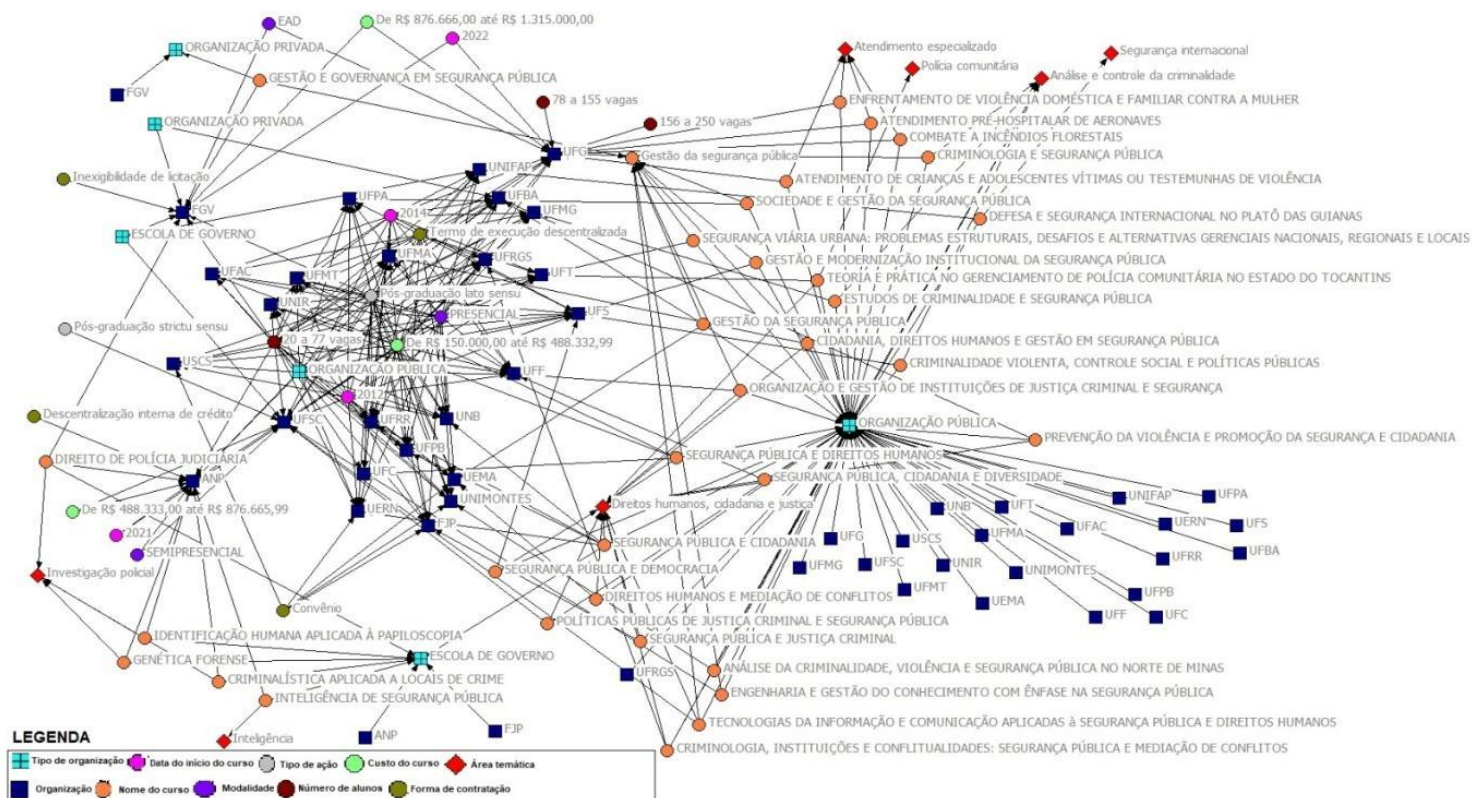 EAD
De R$ 876.666,00 até R$ 1.315.000,00
2022
ORGANIZAÇÃO PRIVADA
Atendimento especializado
Segurança internacional
Polícia comunitária
GESTÃO E GOVERNANÇA EM SEGURANÇA PÚBLICA
Análise e controle da criminalidade
FGV
78 a 155 vagas
ENFRENTAMENTO DE VIOLÊNCIA DOMÉSTICA E FAMILIAR CONTRA A MULHER
ORGANIZAÇÃO PRIVADA
156 a 250 vagas
ATENDIMENTO PRÉ-HOSPITALAR DE AERONAVES
COMBATE A INCÊNDIOS FLORESTAIS
UFG
Gestão da segurança pública
CRIMINOLOGIA E SEGURANÇA PÚBLICA
UNIFAP
Inexigibilidade de licitação
ATENDIMENTO DE CRIANÇAS E ADOLESCENTES VÍTIMAS OU TESTEMUNHAS DE VIOLÊNCIA
UFPA
UFBA
SOCIEDADE E GESTÃO DA SEGURANÇA PÚBLICA
FGV
2014
UFMG
DEFESA E SEGURANÇA INTERNACIONAL NO PLATÔ DAS GUIANAS
ESCOLA DE GOVERNO
Termo de execução descentralizada
SEGURANÇA VIÁRIA URBANA: PROBLEMAS ESTRUTURAIS, DESAFIOS E ALTERNATIVAS GERENCIAIS NACIONAIS, REGIONAIS E LOCAIS
UFMA
UFRGS
GESTÃO E MODERNIZAÇÃO INSTITUCIONAL DA SEGURANÇA PÚBLICA
UFAC
UFMT
UFT
TEORIA E PRÁTICA NO GERENCIAMENTO DE POLÍCIA COMUNITÁRIA NO ESTADO DO TOCANTINS
Pós-graduação lato sensu
UNIR
ESTUDOS DE CRIMINALIDADE E SEGURANÇA PÚBLICA
PRESENCIAL
UFS
Pós-graduação strictu sensu
GESTÃO DA SEGURANÇA PÚBLICA
20 a 77 vagas
De R$ 150.000,00 até R$ 488.332,99
CIDADANIA, DIREITOS HUMANOS E GESTÃO EM SEGURANÇA PÚBLICA
USCS
ORGANIZAÇÃO PÚBLICA
UFF
CRIMINALIDADE VIOLENTA, CONTROLE SOCIAL E POLÍTICAS PÚBLICAS
2012
ORGANIZAÇÃO E GESTÃO DE INSTITUIÇÕES DE JUSTIÇA CRIMINAL E SEGURANÇA
Descentralização interna de crédito
UFSC
UFRR
UNB
ORGANIZAÇÃO PÚBLICA
PREVENÇÃO DA VIOLÊNCIA E PROMOÇÃO DA SEGURANÇA E CIDADANIA
UFPB
DIREITO DE POLÍCIA JUDICIÁRIA
SEGURANÇA PÚBLICA E DIREITOS HUMANOS
UFC
UEMA
ANP
SEGURANÇA PÚBLICA, CIDADANIA E DIVERSIDADE
UNIMONTES
De R$ 488.333,00 até R$ 876.665,99
UERN
Direitos humanos, cidadania e justiça
UNB
UFT
UNIFAP
UFPA
FJP
2021
UFAC
UERN
UFS
UFG
USCS
UFMA
SEMIPRESENCIAL
SEGURANÇA PÚBLICA E CIDADANIA
UFRR
UFBA
Investigação policial
SEGURANÇA PÚBLICA E DEMOCRACIA
UFMG
UFSC
UNIR
UNIMONTES
UFMT
UFPB
Convênio
DIREITOS HUMANOS E MEDIAÇÃO DE CONFLITOS
UEMA
UFF
UFC
POLÍTICAS PÚBLICAS DE JUSTIÇA CRIMINAL E SEGURANÇA PÚBLICA
IDENTIFICAÇÃO HUMANA APLICADA À PAPILOSCOPIA
SEGURANÇA PÚBLICA E JUSTIÇA CRIMINAL
GENÉTICA FORENSE
ESCOLA DE GOVERNO
UFRGS
ANÁLISE DA CRIMINALIDADE, VIOLÊNCIA E SEGURANÇA PÚBLICA NO NORTE DE MINAS
CRIMINALÍSTICA APLICADA A LOCAIS DE CRIME
ENGENHARIA E GESTÃO DO CONHECIMENTO COM ÊNFASE NA SEGURANÇA PÚBLICA
INTELIGÊNCIA DE SEGURANÇA PÚBLICA
TECNOLOGIAS DA INFORMAÇÃO E COMUNICAÇÃO APLICADAS à SEGURANÇA PÚBLICA E DIREITOS HUMANOS
Inteligência
ANP
FJP
CRIMINOLOGIA, INSTITUIÇÕES E CONFLITUALIDADES: SEGURANÇA PÚBLICA E MEDIAÇÃO DE CONFLITOS
LEGENDA
Tipo de organização Data do início do curso Tipo de ação Custo do curso Área temática
Organização Nome do curso Modalidade Número de alunos Forma de contratação